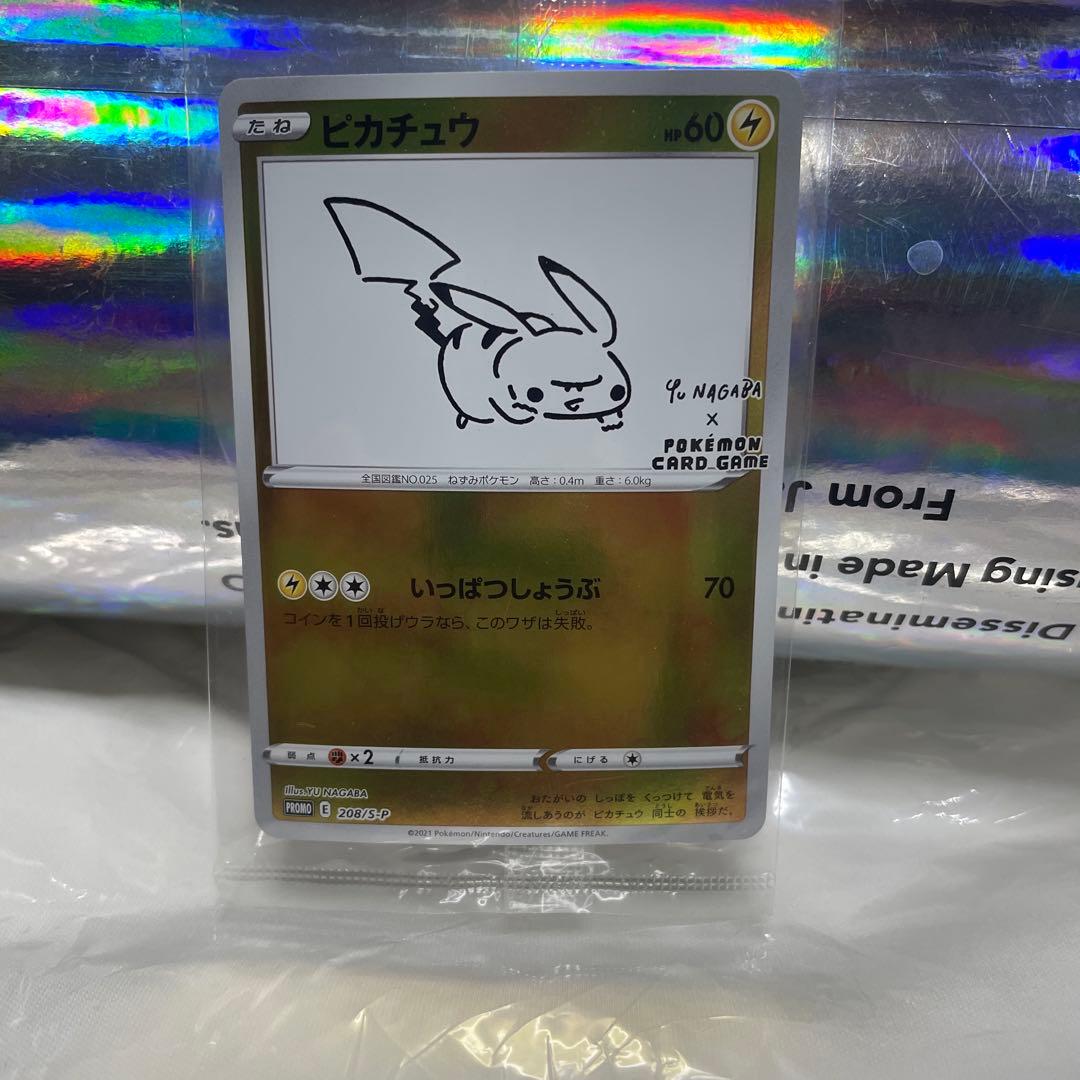 たね
ピカチュウ
HP 60
YU NAGABA
×
POKÉMON
CARD GAME
全国図鑑NO.025 ねずみポケモン 高さ：0.4m 重さ：6.0kg
いっぱつしょうぶ 70
コインを1回投げウラなら、このワザは失敗。
弱点 ×2 抵抗力 にげる
illus.YU NAGABA
PROMO E 208/S-P
おたがいの しっぽを くっつけて 電気を
流しあうのが ピカチュウ 同士の 挨拶だ。
©2021 Pokémon/Nintendo/Creatures/GAME FREAK.
From J
sing Made in
Disseminatin
ns.